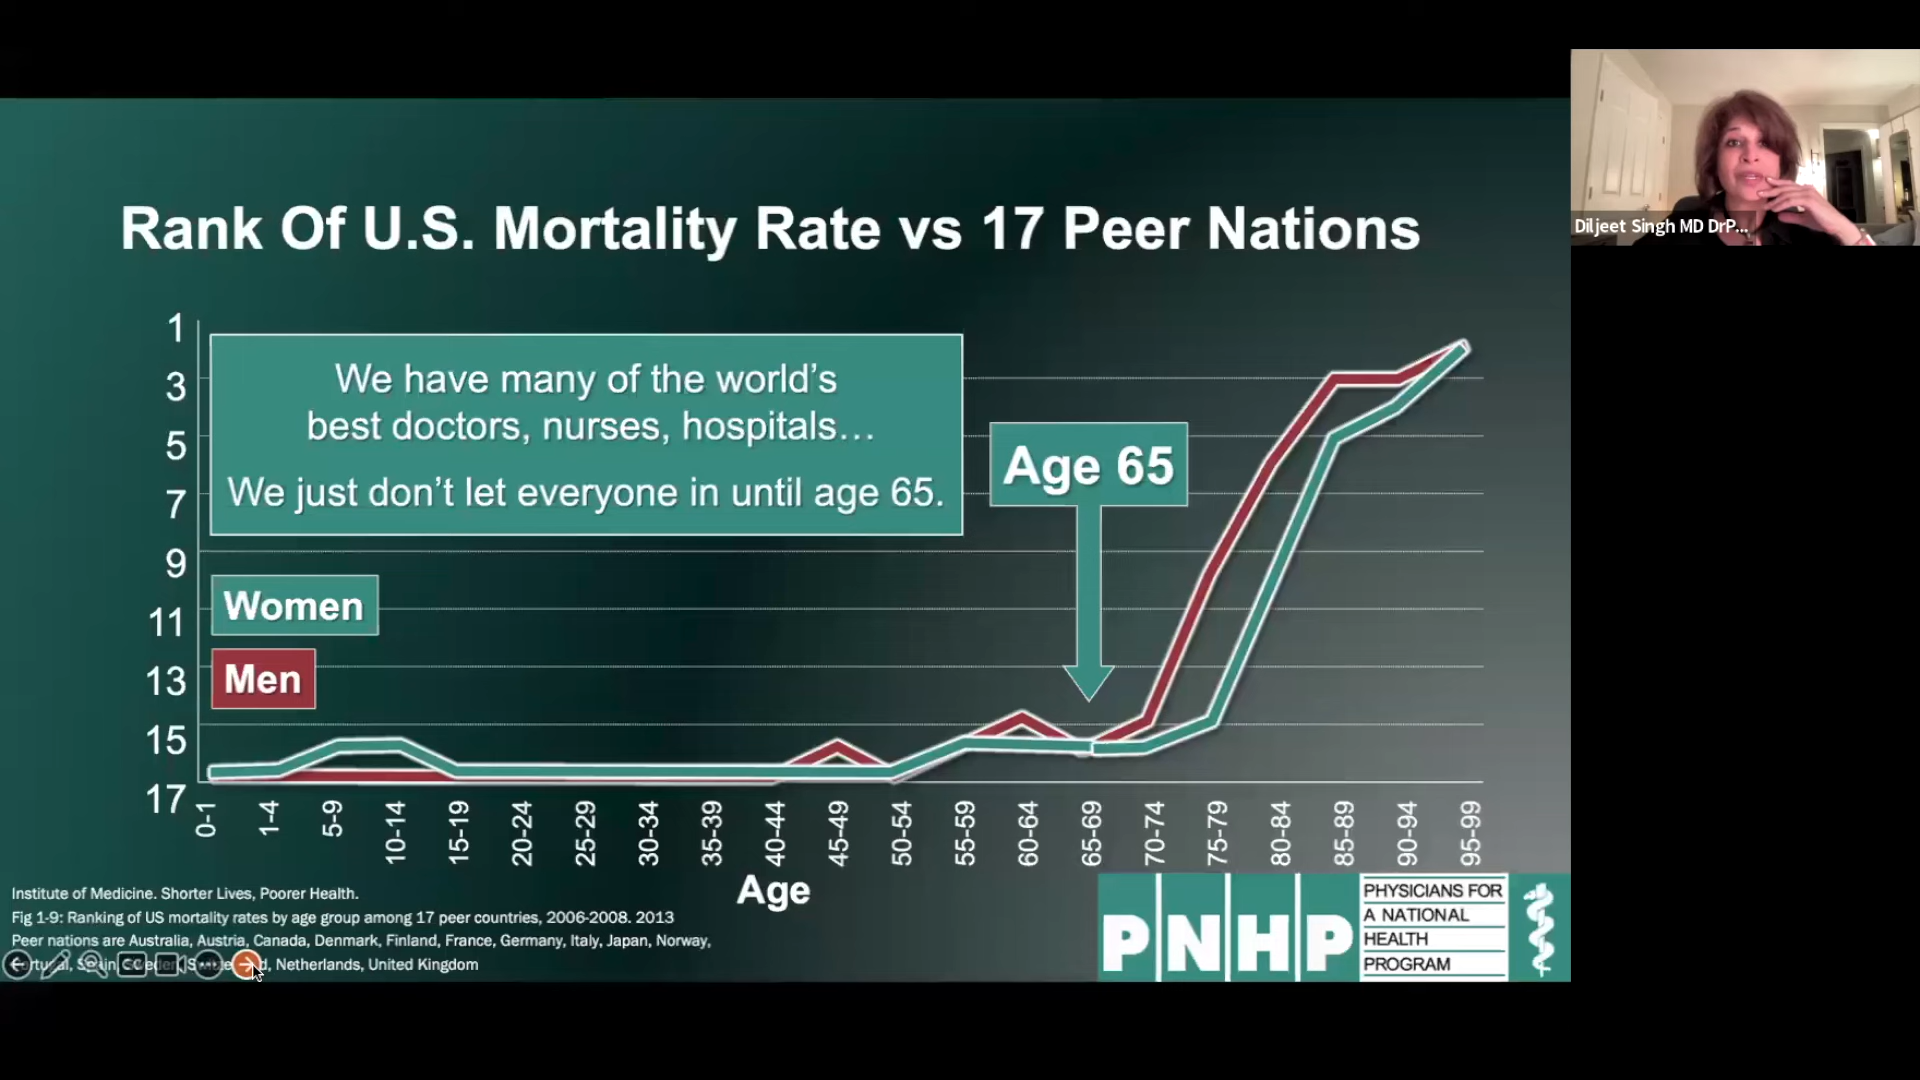 Rank Of U.S. Mortality Rate vs 17 Peer Nations
1
3
5
7
9
11
13
15
17
We have many of the world's
best doctors, nurses, hospitals…
We just don't let everyone in until age 65.
Age 65
Women
Men
0-1
1-4
5-9
10-14
15-19
20-24
25-29
30-34
35-39
40-44
45-49
50-54
55-59
60-64
65-69
70-74
75-79
80-84
85-89
90-94
95-99
Age
Institute of Medicine. Shorter Lives, Poorer Health.
Fig 1-9: Ranking of US mortality rates by age group among 17 peer countries, 2006-2008. 2013
Peer nations are Australia, Austria, Canada, Denmark, Finland, France, Germany, Italy, Japan, Norway,
Portugal, Spain, Sweden, Switzerland, Netherlands, United Kingdom
PNHP
PHYSICIANS FOR
A NATIONAL
HEALTH
PROGRAM
Diljeet Singh MD DrP...